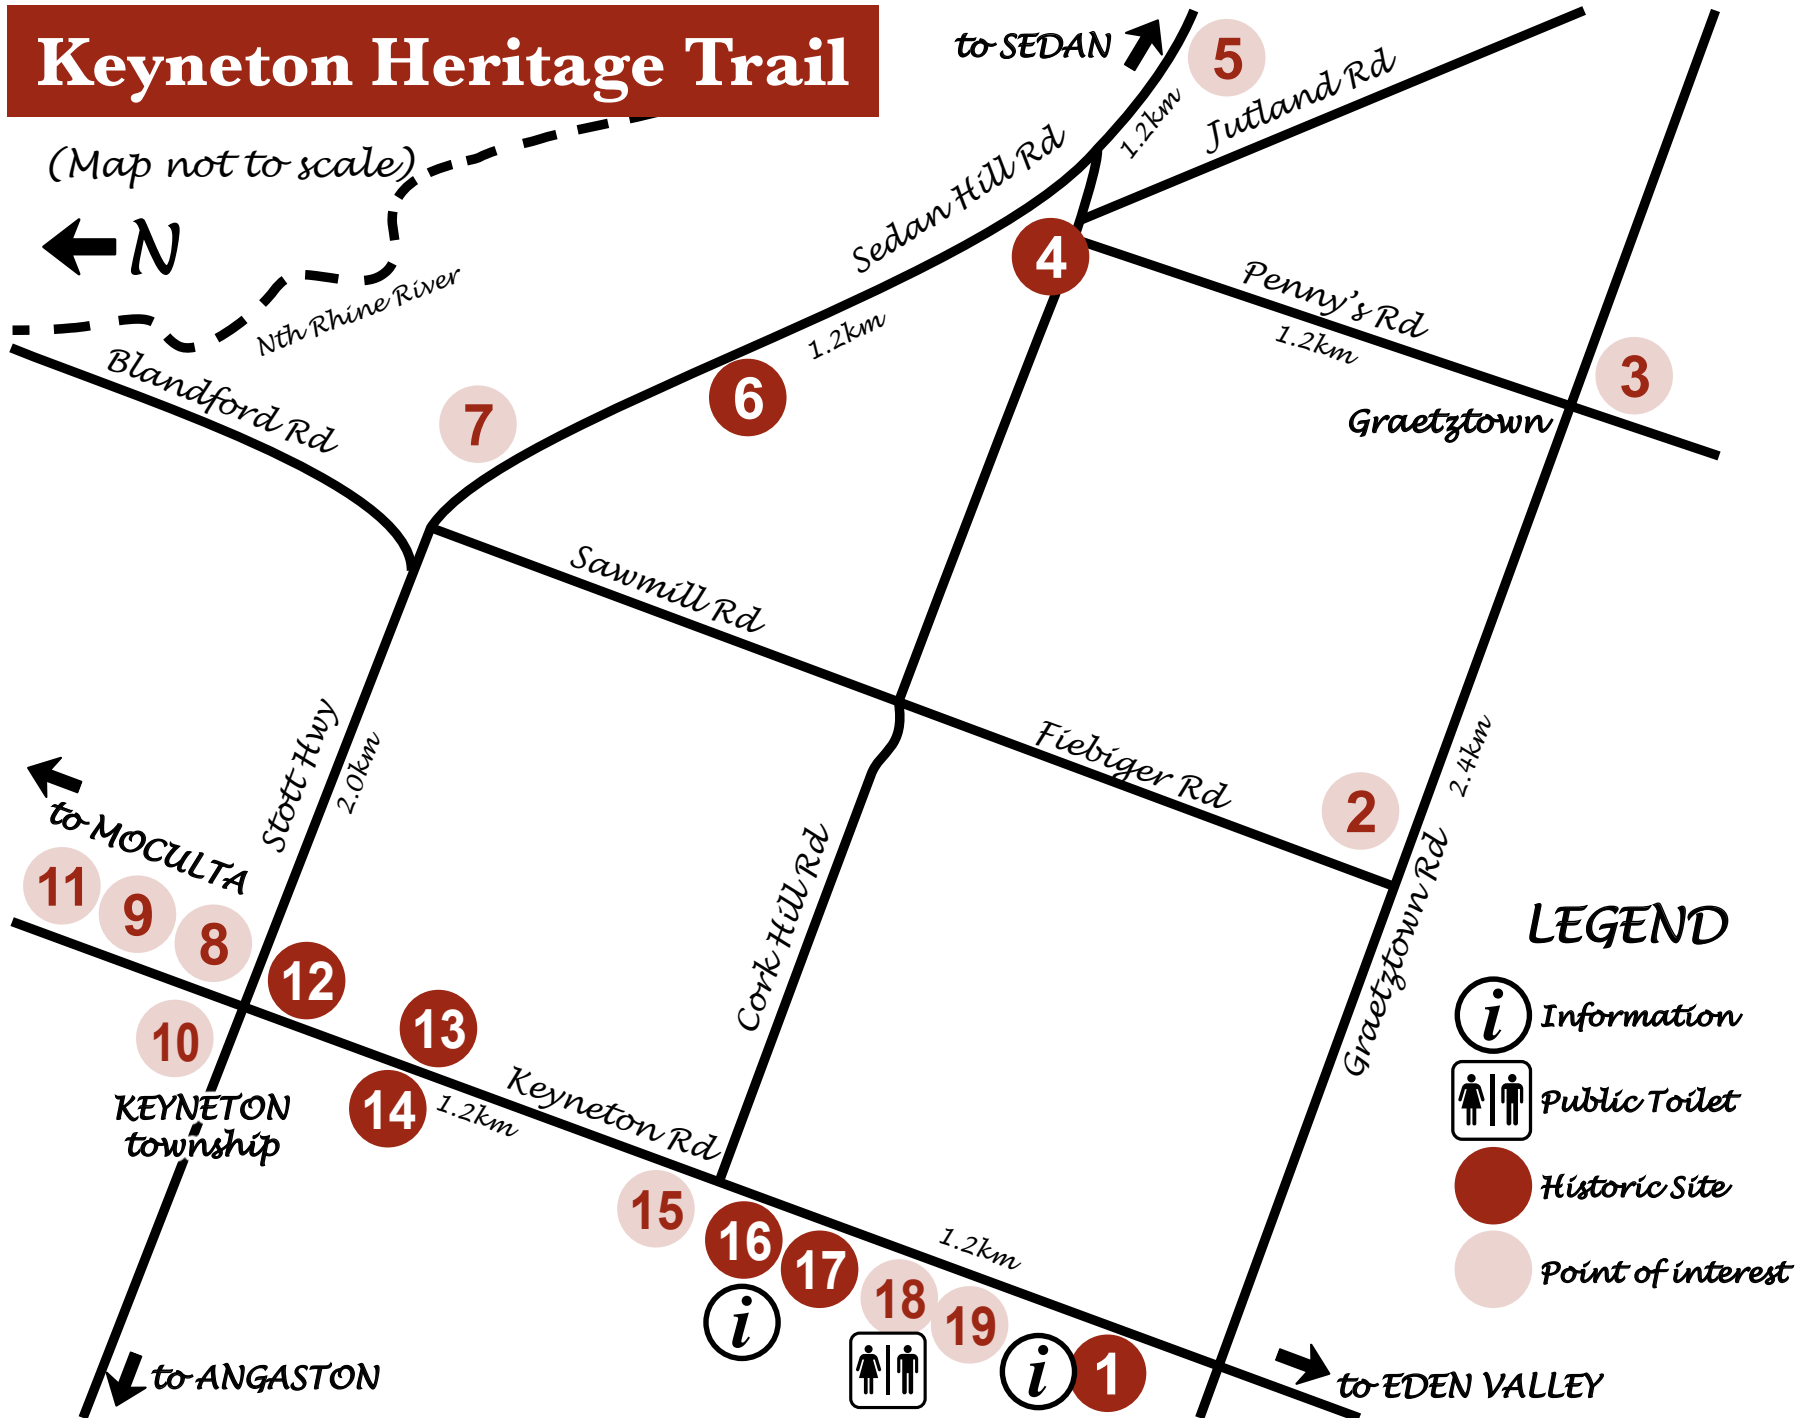 Keyneton Heritage Trail
(Map not to scale)
N
to SEDAN
5
Jutland Rd
1.2km
Sedan Hill Rd
4
Penny's Rd
1.2km
Nth Rhine River
Blandford Rd
1.2km
6
7
3
Graetztown
Sawmill Rd
Stott Hwy
2.0km
Fiebiger Rd
2
2.4km
Graetztown Rd
to MOCULTA
11
9
8
12
10
13
14
Cork Hill Rd
KEYNETON
township
Keyneton Rd
1.2km
15
16
17
18
19
1.2km
i
i
1
to ANGASTON
to EDEN VALLEY
LEGEND
i Information
Public Toilet
Historic Site
Point of interest